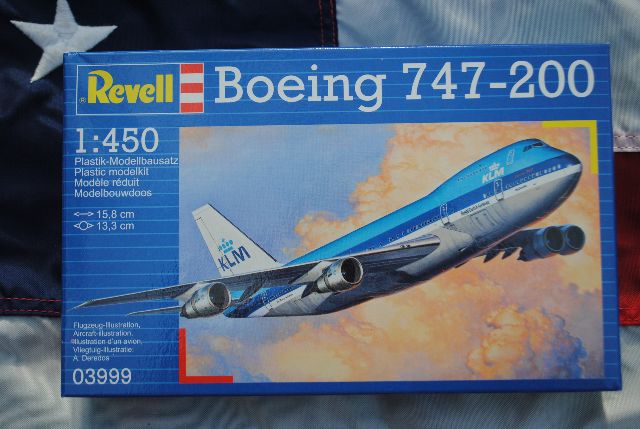 Revell
Boeing 747-200
1:450
Plastik-Modellbausatz
Plastic modelkit
Modèle réduit
Modelbouwdoos
15,8 cm
13,3 cm
KLM
KLM
Flugzeug-Illustration,
Aircraft-illustration,
Illustration d'un avion,
Vliegtuig-illustratie:
A. Deredos
03999